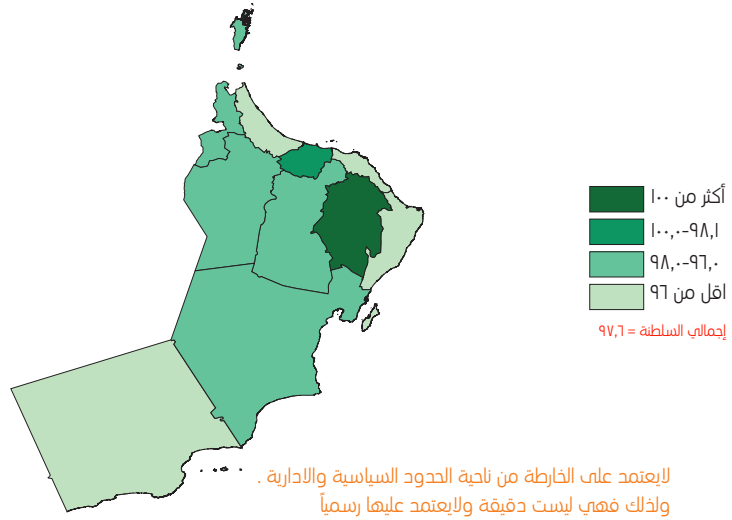 أكثر من ١٠٠
٩٨,١-١٠٠,٠
٩٦,٠-٩٨,٠
اقل من ٩٦
إجمالي السلطنة = ٩٧,٦
لايعتمد على الخارطة من ناحية الحدود السياسية والادارية .
ولذلك فهي ليست دقيقة ولايعتمد عليها رسمياً